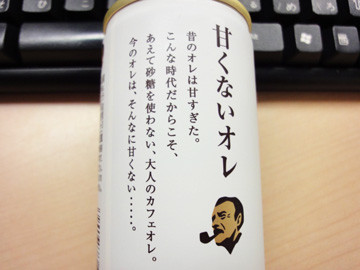 甘くないオレ
昔のオレは甘すぎた。
こんな時代だからこそ、
あえて砂糖を使わない、大人のカフェオレ。
今のオレは、そんなに甘くない‥‥‥。